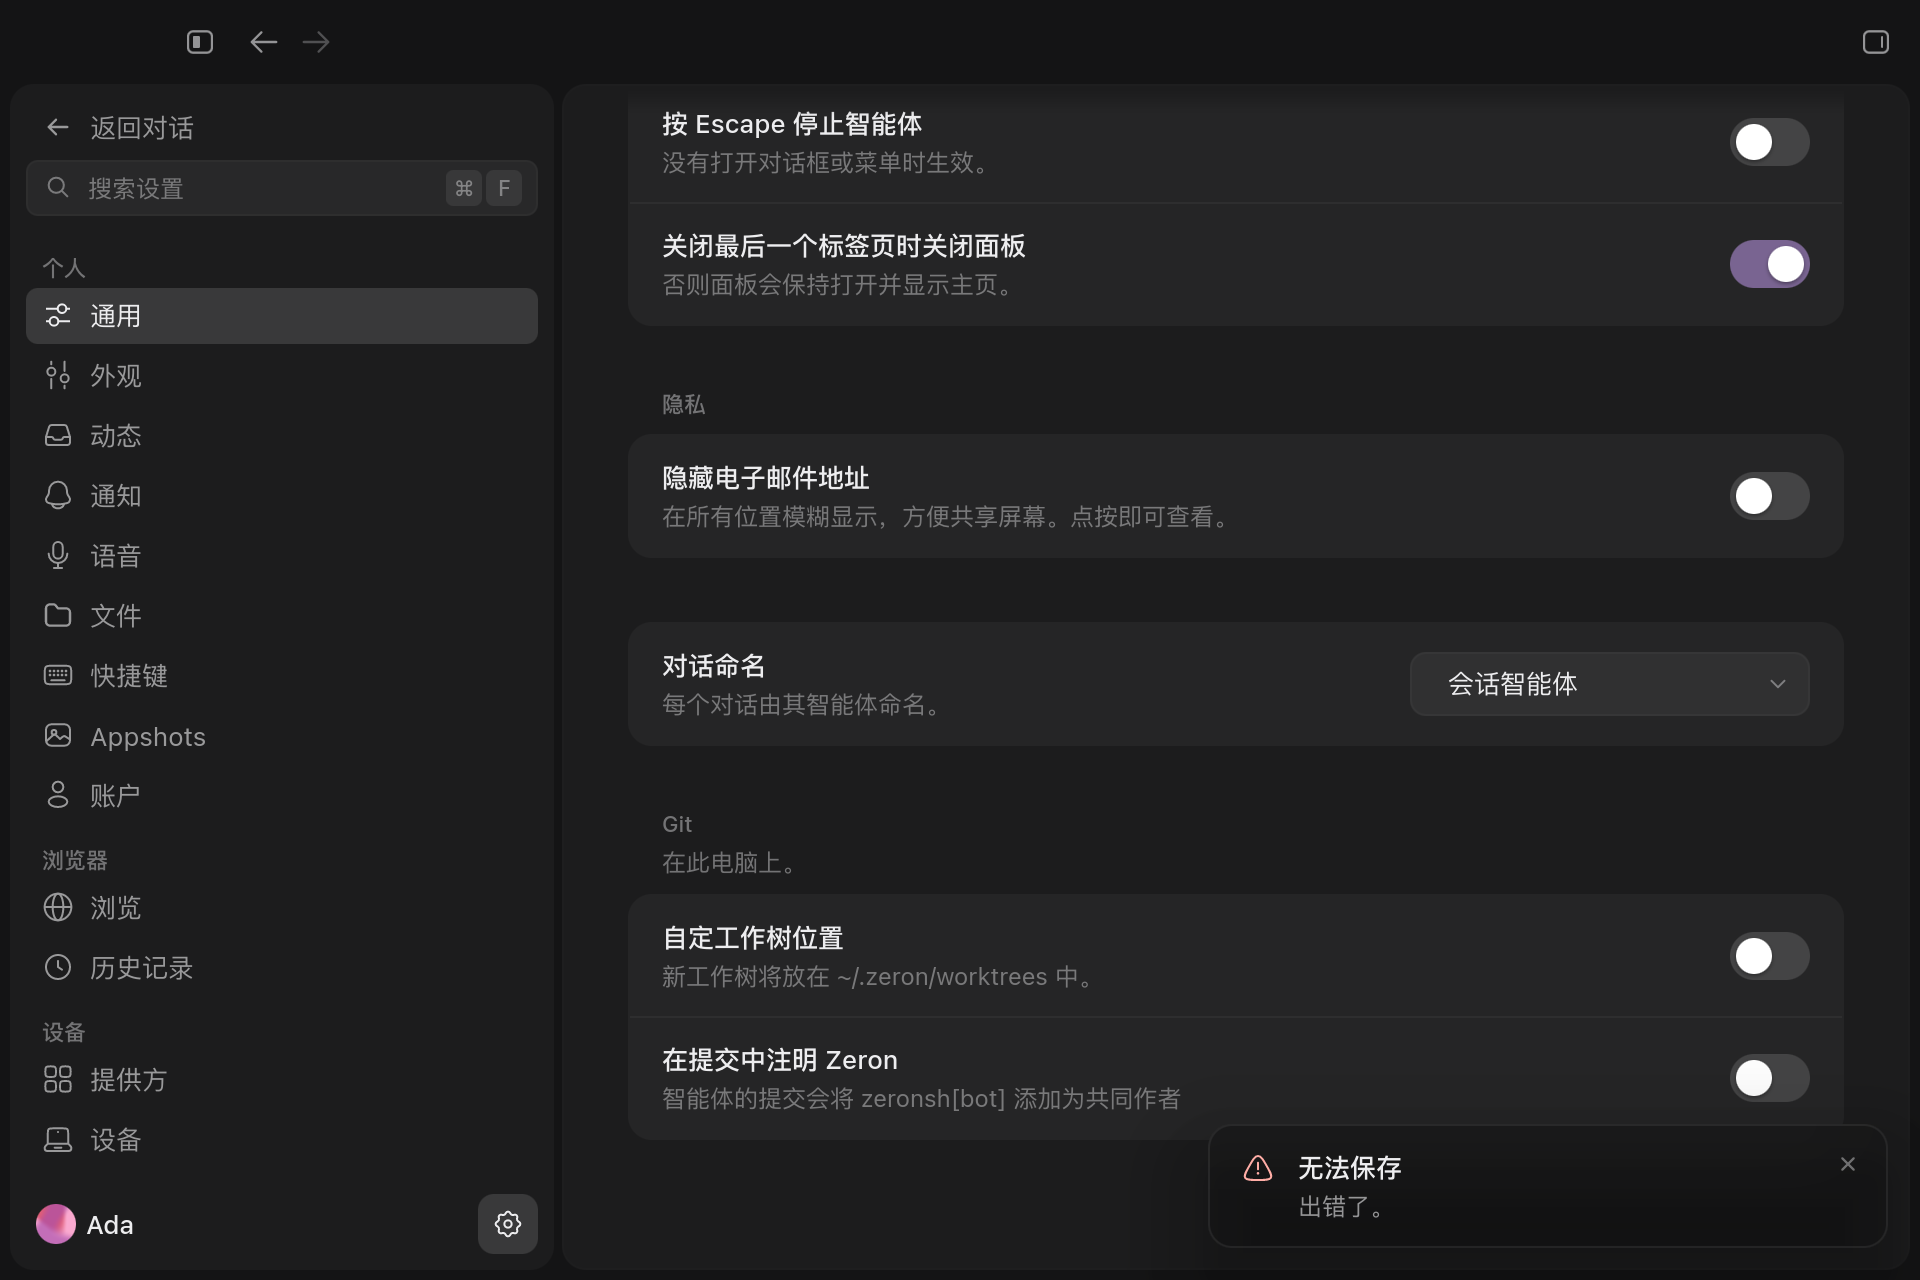 返回对话
搜索设置 ⌘ F
个人
通用
外观
动态
通知
语音
文件
快捷键
Appshots
账户
浏览器
浏览
历史记录
设备
提供方
设备
Ada
按 Escape 停止智能体
没有打开对话框或菜单时生效。
关闭最后一个标签页时关闭面板
否则面板会保持打开并显示主页。
隐私
隐藏电子邮件地址
在所有位置模糊显示，方便共享屏幕。点按即可查看。
对话命名
每个对话由其智能体命名。
会话智能体
Git
在此电脑上。
自定工作树位置
新工作树将放在 ~/.zeron/worktrees 中。
在提交中注明 Zeron
智能体的提交会将 zeronsh[bot] 添加为共同作者
无法保存
出错了。